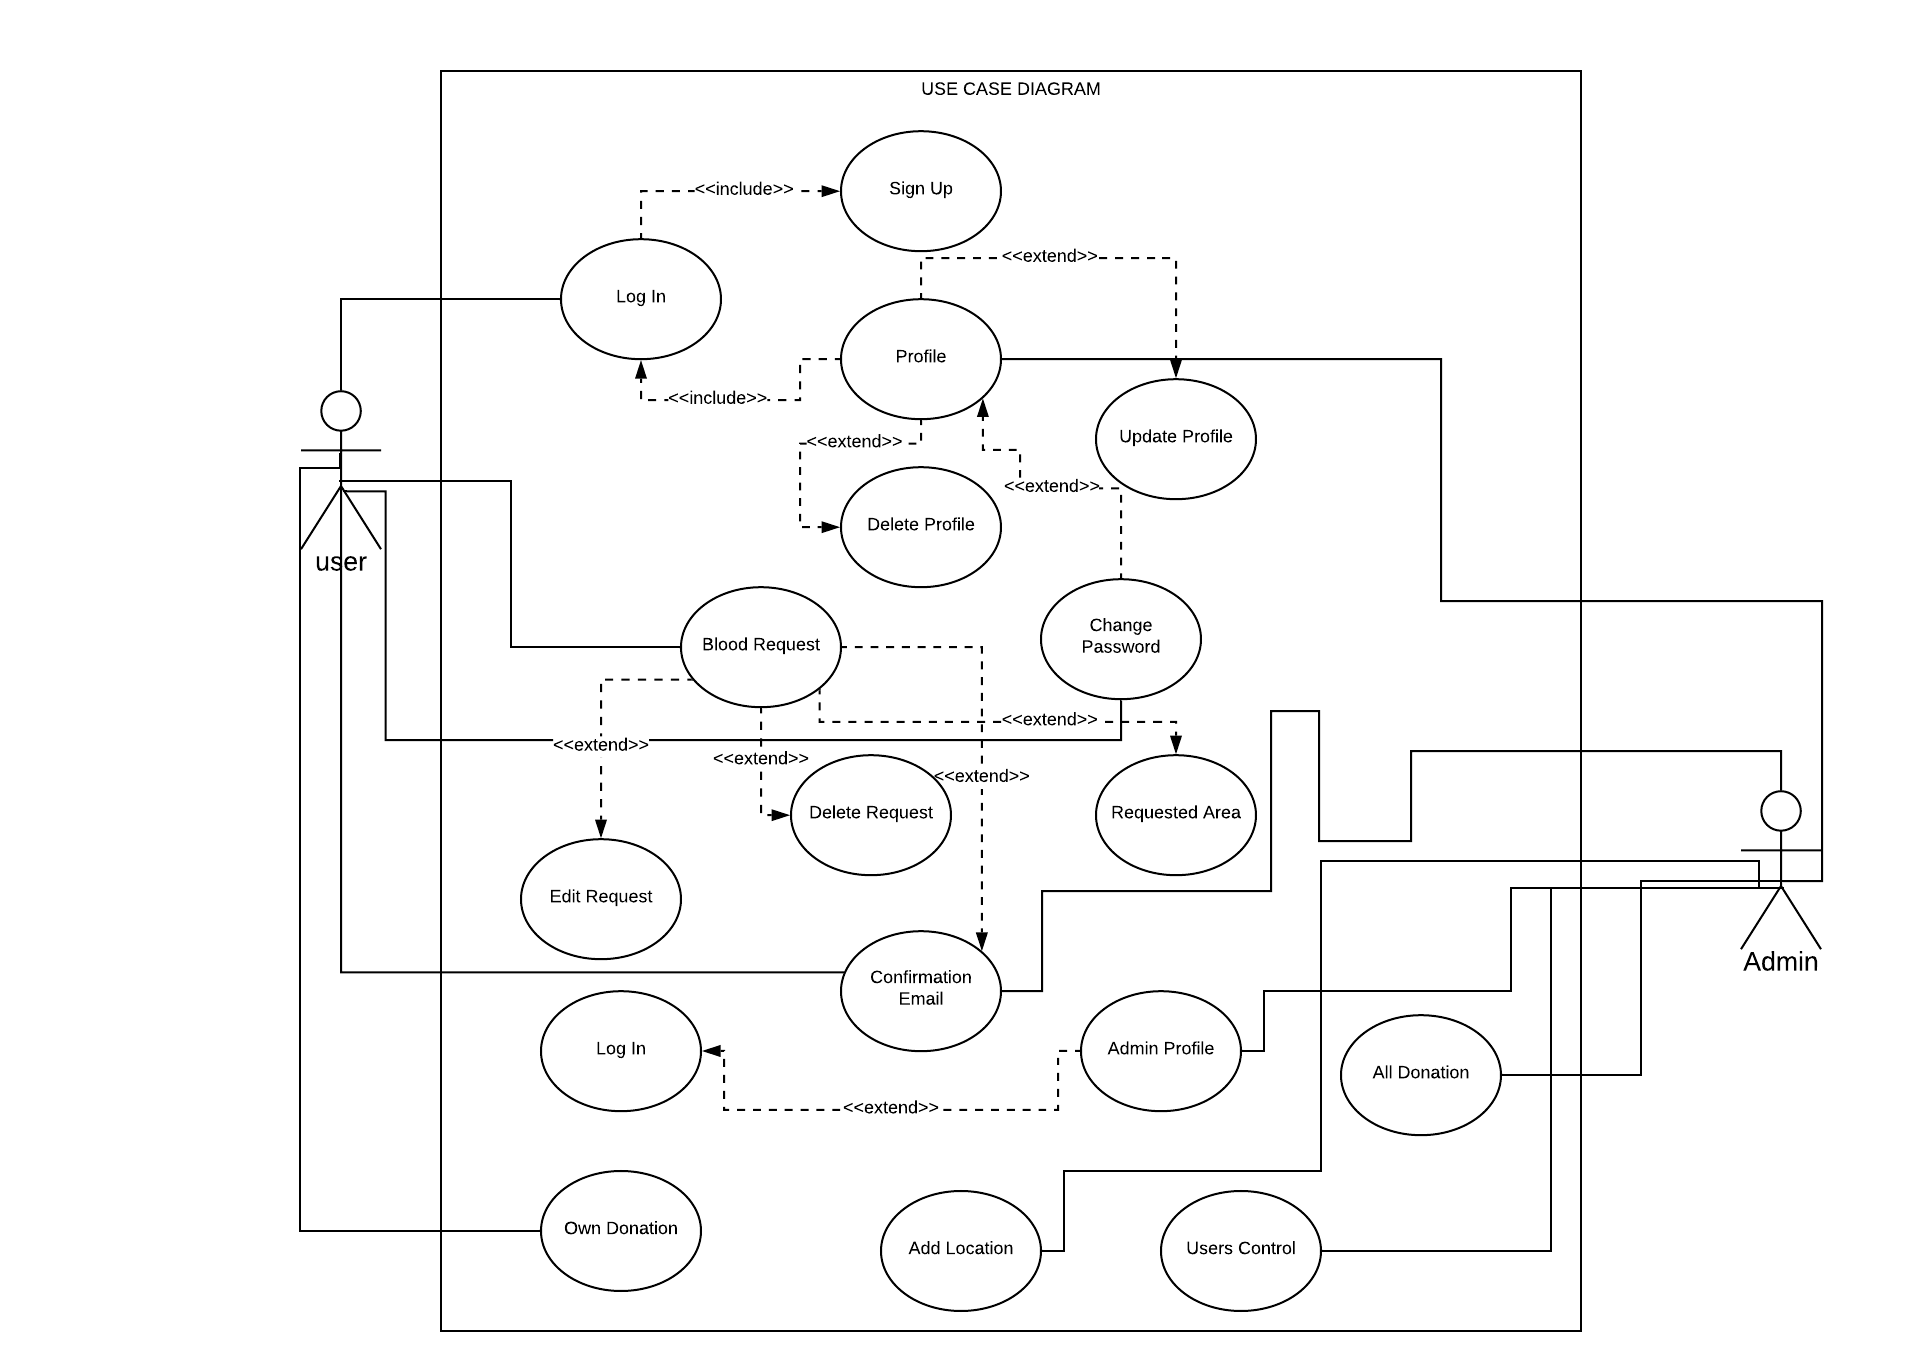 USE CASE DIAGRAM
Sign Up
<<include>>
<<extend>>
Log In
Profile
<<include>>
Update Profile
<<extend>>
<<extend>>
Delete Profile
user
Change
Password
Blood Request
<<extend>>
<<extend>>
<<extend>>
<<extend>>
Delete Request
Requested Area
Edit Request
Admin
Confirmation
Email
Log In
Admin Profile
All Donation
<<extend>>
Own Donation
Add Location
Users Control